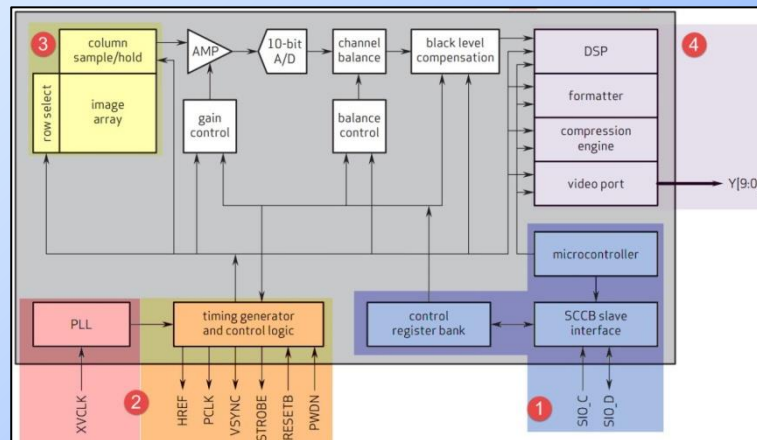 3
column
sample/hold
row select
image
array
AMP
10-bit
A/D
channel
balance
black level
compensation
gain
control
balance
control
DSP
formatter
compression
engine
video port
4
Y[9:0
microcontroller
PLL
timing generator
and control logic
control
register bank
SCCB slave
interface
XVCLK
2
HREF
PCLK
VSYNC
STROBE
RESETB
PWDN
1
SIO_C
SIO_D